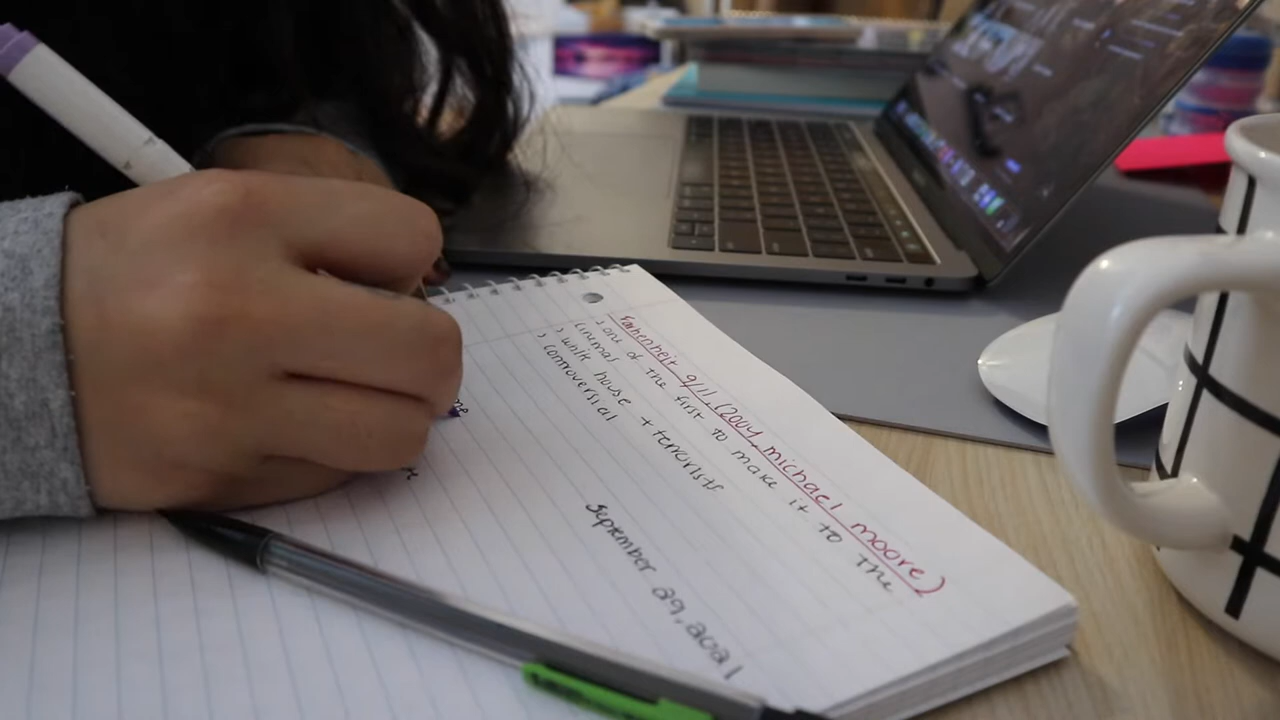 Fahrenheit 9/11 (2004, michael moore)
> one of the first to make it to the
cinemas
> white house + terrorists
> controversial
September 29, 2021